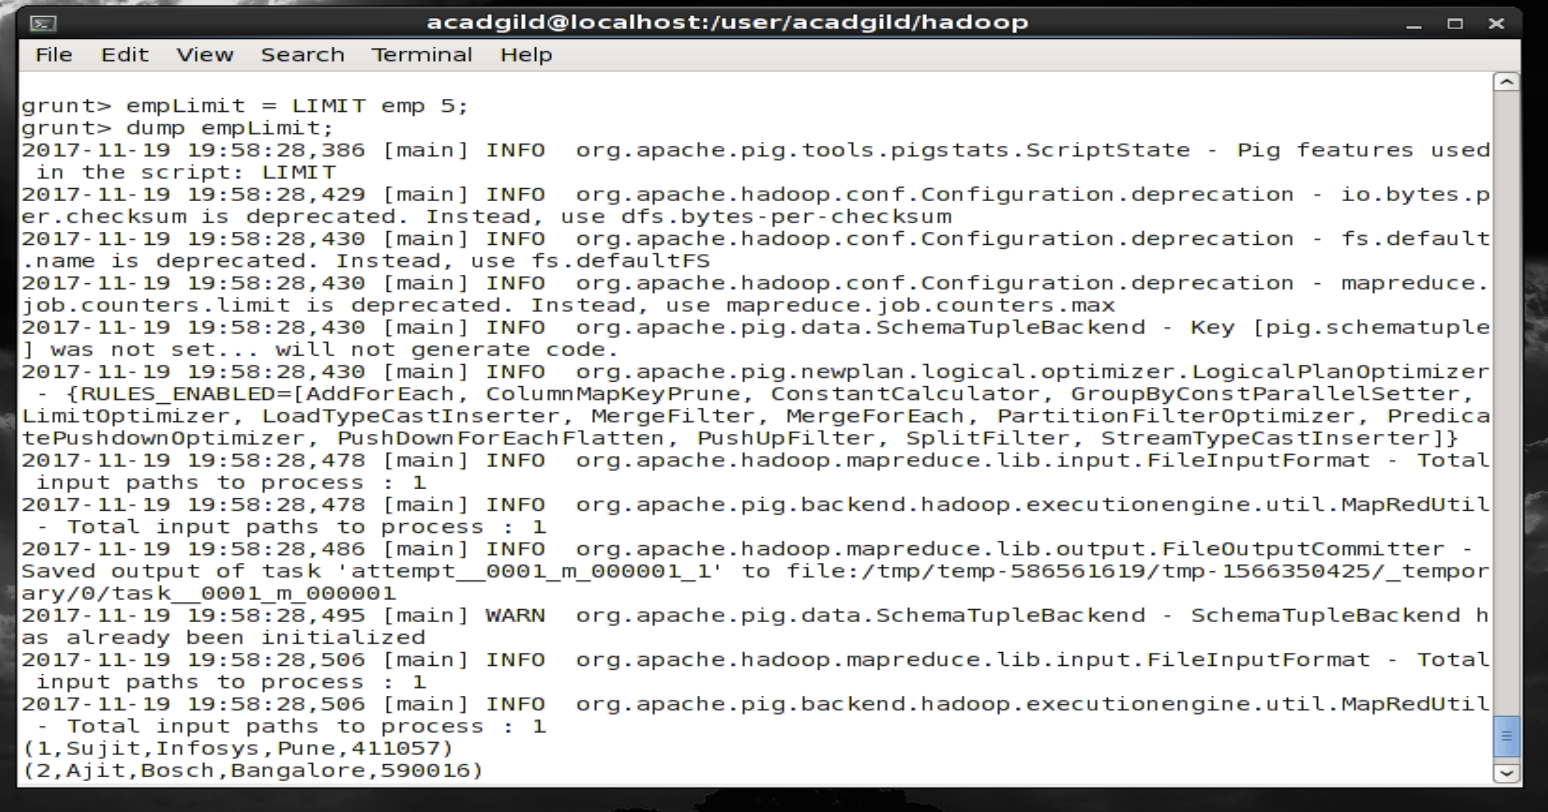 acadgild@localhost:/user/acadgild/hadoop
File Edit View Search Terminal Help
grunt> empLimit = LIMIT emp 5;
grunt> dump empLimit;
2017-11-19 19:58:28,386 [main] INFO  org.apache.pig.tools.pigstats.ScriptState - Pig features used
 in the script: LIMIT
2017-11-19 19:58:28,429 [main] INFO  org.apache.hadoop.conf.Configuration.deprecation - io.bytes.p
er.checksum is deprecated. Instead, use dfs.bytes-per-checksum
2017-11-19 19:58:28,430 [main] INFO  org.apache.hadoop.conf.Configuration.deprecation - fs.default
.name is deprecated. Instead, use fs.defaultFS
2017-11-19 19:58:28,430 [main] INFO  org.apache.hadoop.conf.Configuration.deprecation - mapreduce.
job.counters.limit is deprecated. Instead, use mapreduce.job.counters.max
2017-11-19 19:58:28,430 [main] INFO  org.apache.pig.data.SchemaTupleBackend - Key [pig.schematuple
] was not set... will not generate code.
2017-11-19 19:58:28,430 [main] INFO  org.apache.pig.newplan.logical.optimizer.LogicalPlanOptimizer
 - {RULES_ENABLED=[AddForEach, ColumnMapKeyPrune, ConstantCalculator, GroupByConstParallelSetter, 
LimitOptimizer, LoadTypeCastInserter, MergeFilter, MergeForEach, PartitionFilterOptimizer, Predica
tePushdownOptimizer, PushDownForEachFlatten, PushUpFilter, SplitFilter, StreamTypeCastInserter]}
2017-11-19 19:58:28,478 [main] INFO  org.apache.hadoop.mapreduce.lib.input.FileInputFormat - Total
 input paths to process : 1
2017-11-19 19:58:28,478 [main] INFO  org.apache.pig.backend.hadoop.executionengine.util.MapRedUtil
 - Total input paths to process : 1
2017-11-19 19:58:28,486 [main] INFO  org.apache.hadoop.mapreduce.lib.output.FileOutputCommitter - 
Saved output of task 'attempt__0001_m_000001_1' to file:/tmp/temp-586561619/tmp-1566350425/_tempor
ary/0/task__0001_m_000001
2017-11-19 19:58:28,495 [main] WARN  org.apache.pig.data.SchemaTupleBackend - SchemaTupleBackend h
as already been initialized
2017-11-19 19:58:28,506 [main] INFO  org.apache.hadoop.mapreduce.lib.input.FileInputFormat - Total
 input paths to process : 1
2017-11-19 19:58:28,506 [main] INFO  org.apache.pig.backend.hadoop.executionengine.util.MapRedUtil
 - Total input paths to process : 1
(1,Sujit,Infosys,Pune,411057)
(2,Ajit,Bosch,Bangalore,590016)